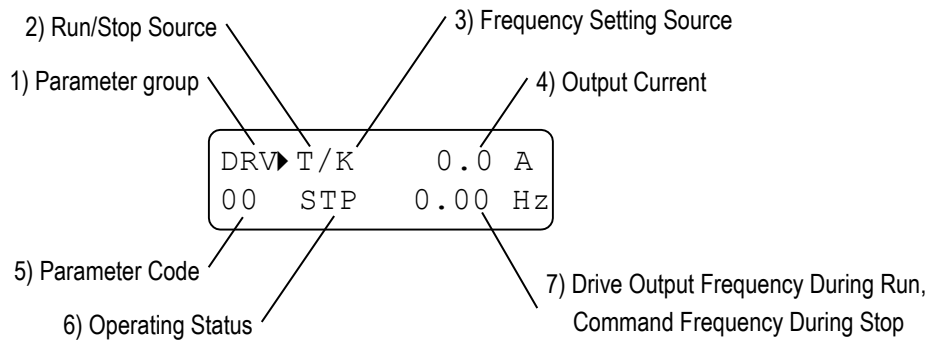 2) Run/Stop Source
3) Frequency Setting Source
1) Parameter group
4) Output Current
DRV▶T/K 0.0 A
00 STP 0.00 Hz
5) Parameter Code
7) Drive Output Frequency During Run,
Command Frequency During Stop
6) Operating Status